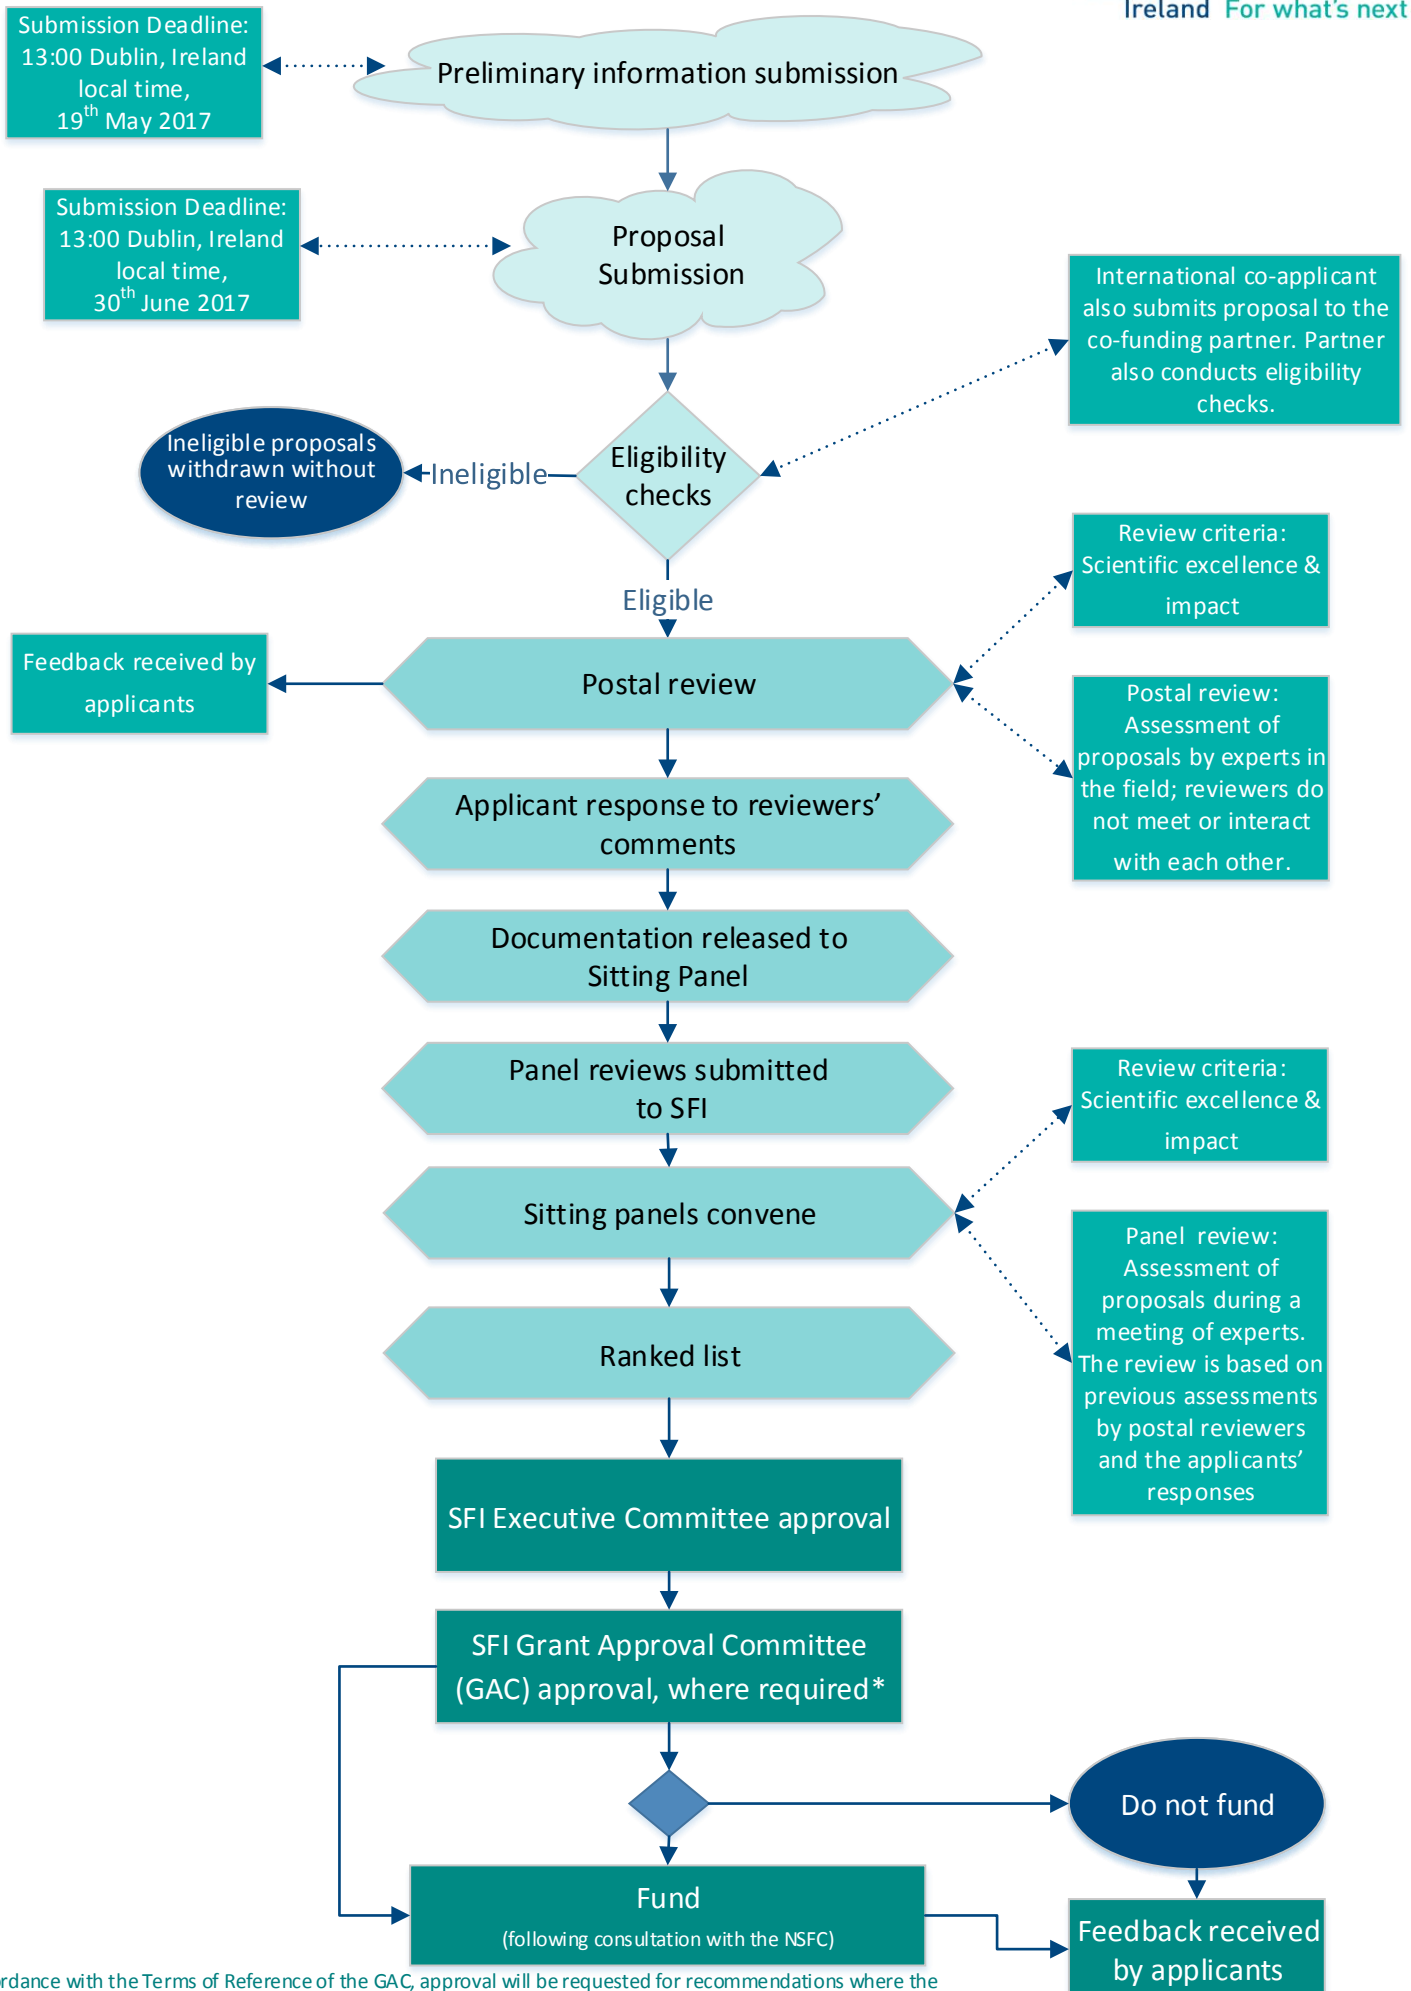 Ireland For what's next
Submission Deadline:
13:00 Dublin, Ireland
local time,
19th May 2017
Preliminary information submission
Submission Deadline:
13:00 Dublin, Ireland
local time,
30th June 2017
Proposal
Submission
International co-applicant
also submits proposal to the
co-funding partner. Partner
also conducts eligibility
checks.
Ineligible proposals
withdrawn without
review
Ineligible
Eligibility
checks
Eligible
Review criteria:
Scientific excellence &
impact
Feedback received by
applicants
Postal review
Postal review:
Assessment of
proposals by experts in
the field; reviewers do
not meet or interact
with each other.
Applicant response to reviewers’
comments
Documentation released to
Sitting Panel
Panel reviews submitted
to SFI
Review criteria:
Scientific excellence &
impact
Sitting panels convene
Panel review:
Assessment of
proposals during a
meeting of experts.
The review is based on
previous assessments
by postal reviewers
and the applicants’
responses
Ranked list
SFI Executive Committee approval
SFI Grant Approval Committee
(GAC) approval, where required*
Do not fund
Fund
(following consultation with the NSFC)
Feedback received
by applicants
with the Terms of Reference of the GAC, approval will be requested for recommendations where the